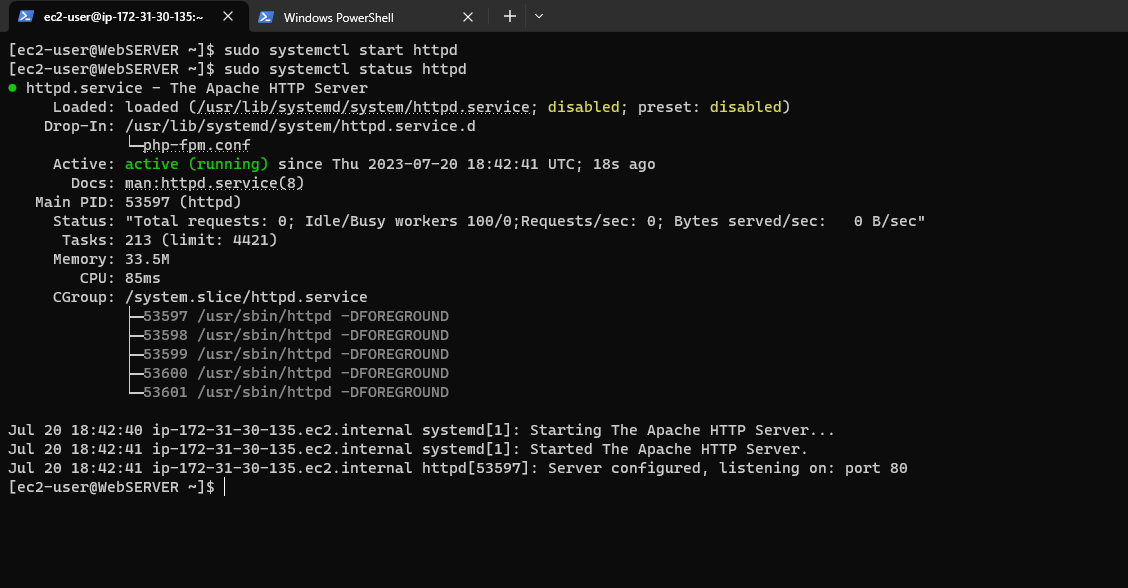 ec2-user@ip-172-31-30-135:~ Windows PowerShell
[ec2-user@WebSERVER ~]$ sudo systemctl start httpd
[ec2-user@WebSERVER ~]$ sudo systemctl status httpd
● httpd.service - The Apache HTTP Server
     Loaded: loaded (/usr/lib/systemd/system/httpd.service; disabled; preset: disabled)
    Drop-In: /usr/lib/systemd/system/httpd.service.d
             └─php-fpm.conf
     Active: active (running) since Thu 2023-07-20 18:42:41 UTC; 18s ago
       Docs: man:httpd.service(8)
   Main PID: 53597 (httpd)
     Status: "Total requests: 0; Idle/Busy workers 100/0;Requests/sec: 0; Bytes served/sec:   0 B/sec"
      Tasks: 213 (limit: 4421)
     Memory: 33.5M
        CPU: 85ms
     CGroup: /system.slice/httpd.service
             ├─53597 /usr/sbin/httpd -DFOREGROUND
             ├─53598 /usr/sbin/httpd -DFOREGROUND
             ├─53599 /usr/sbin/httpd -DFOREGROUND
             ├─53600 /usr/sbin/httpd -DFOREGROUND
             └─53601 /usr/sbin/httpd -DFOREGROUND
Jul 20 18:42:40 ip-172-31-30-135.ec2.internal systemd[1]: Starting The Apache HTTP Server...
Jul 20 18:42:41 ip-172-31-30-135.ec2.internal systemd[1]: Started The Apache HTTP Server.
Jul 20 18:42:41 ip-172-31-30-135.ec2.internal httpd[53597]: Server configured, listening on: port 80
[ec2-user@WebSERVER ~]$